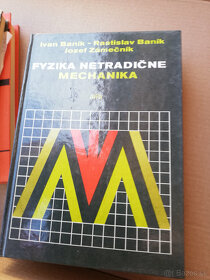 Ivan Baník - Rastislav Baník
Jozef Zámečník
FYZIKA NETRADIČNE
MECHANIKA